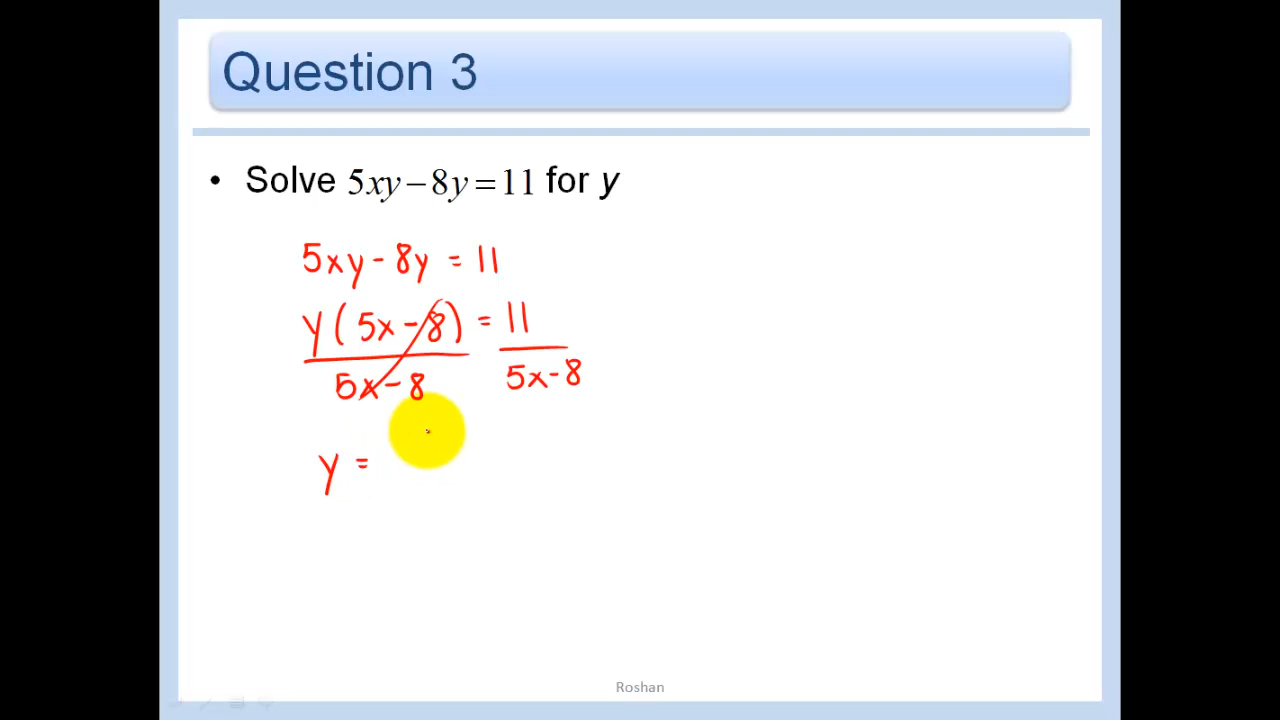 Question 3
• Solve 5xy – 8y = 11 for y
5xy - 8y = 11
y ( 5x - 8) = 11
5x - 8 5x - 8
y =
Roshan